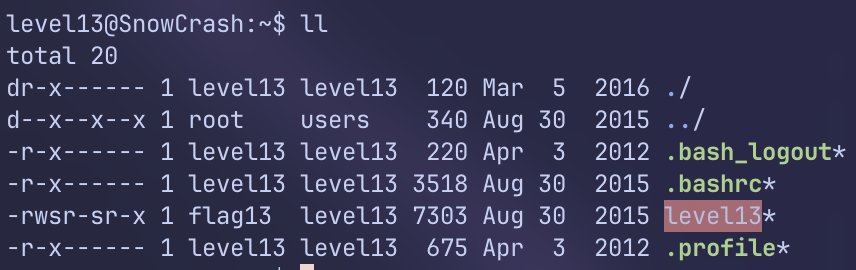 level13@SnowCrash:~$ ll
total 20
dr-x------ 1 level13 level13  120 Mar  5  2016 ./
d--x--x--x 1 root    users    340 Aug 30  2015 ../
-r-x------ 1 level13 level13  220 Apr  3  2012 .bash_logout*
-r-x------ 1 level13 level13 3518 Aug 30  2015 .bashrc*
-rwsr-sr-x 1 flag13  level13 7303 Aug 30  2015 level13*
-r-x------ 1 level13 level13  675 Apr  3  2012 .profile*